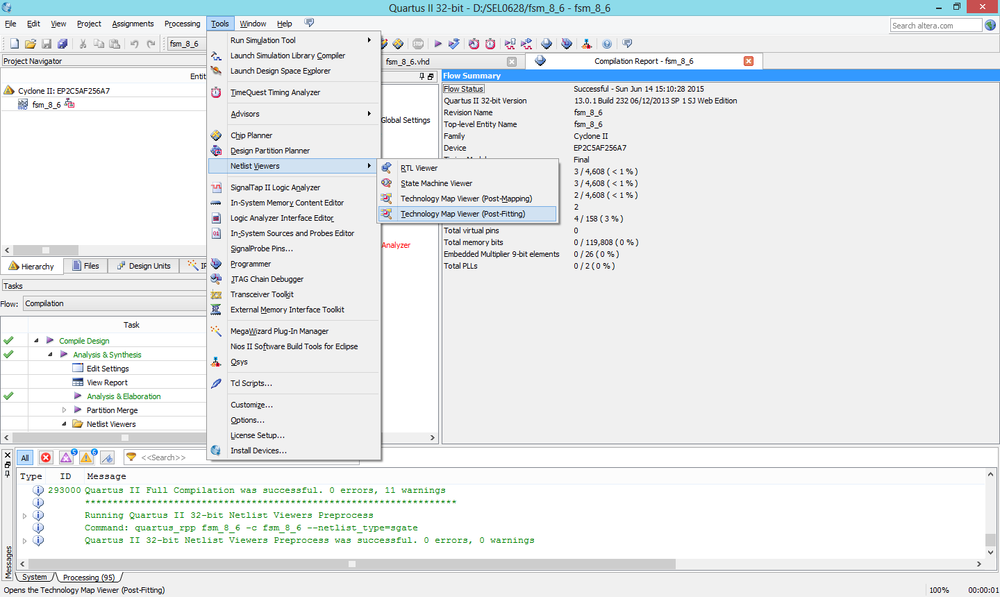 Quartus II 32-bit - D:/SEL0628/fsm_8_6 - fsm_8_6
File Edit View Project Assignments Processing Tools Window Help
Search altera.com
fsm_8_6
Project Navigator
Entit
Cyclone II: EP2C5AF256A7
fsm_8_6
Hierarchy Files Design Units IP
Tasks
Flow: Compilation
Task
Compile Design
Analysis & Synthesis
Edit Settings
View Report
Analysis & Elaboration
Partition Merge
Netlist Viewers
Run Simulation Tool
Launch Simulation Library Compiler
Launch Design Space Explorer
TimeQuest Timing Analyzer
Advisors
Chip Planner
Design Partition Planner
Netlist Viewers
SignalTap II Logic Analyzer
In-System Memory Content Editor
Logic Analyzer Interface Editor
In-System Sources and Probes Editor
SignalProbe Pins...
Programmer
JTAG Chain Debugger
Transceiver Toolkit
External Memory Interface Toolkit
MegaWizard Plug-In Manager
Nios II Software Build Tools for Eclipse
Qsys
Tcl Scripts...
Customize...
Options...
License Setup...
Install Devices...
RTL Viewer
State Machine Viewer
Technology Map Viewer (Post-Mapping)
Technology Map Viewer (Post-Fitting)
fsm_8_6.vhd
Compilation Report - fsm_8_6
Global Settings
Analyzer
Flow Summary
Flow Status Successful - Sun Jun 14 15:10:28 2015
Quartus II 32-bit Version 13.0.1 Build 232 06/12/2013 SP 1 SJ Web Edition
Revision Name fsm_8_6
Top-level Entity Name fsm_8_6
Family Cyclone II
Device EP2C5AF256A7
Final
3 / 4,608 ( < 1 % )
3 / 4,608 ( < 1 % )
2 / 4,608 ( < 1 % )
2
4 / 158 ( 3 % )
Total virtual pins 0
Total memory bits 0 / 119,808 ( 0 % )
Embedded Multiplier 9-bit elements 0 / 26 ( 0 % )
Total PLLs 0 / 2 ( 0 % )
All 5 6 <<Search>>
Type ID Message
293000 Quartus II Full Compilation was successful. 0 errors, 11 warnings
*******************************************************************
Running Quartus II 32-bit Netlist Viewers Preprocess
Command: quartus_rpp fsm_8_6 -c fsm_8_6 --netlist_type=sgate
Quartus II 32-bit Netlist Viewers Preprocess was successful. 0 errors, 0 warnings
Messages
System Processing (95)
Opens the Technology Map Viewer (Post-Fitting)
100% 00:00:01